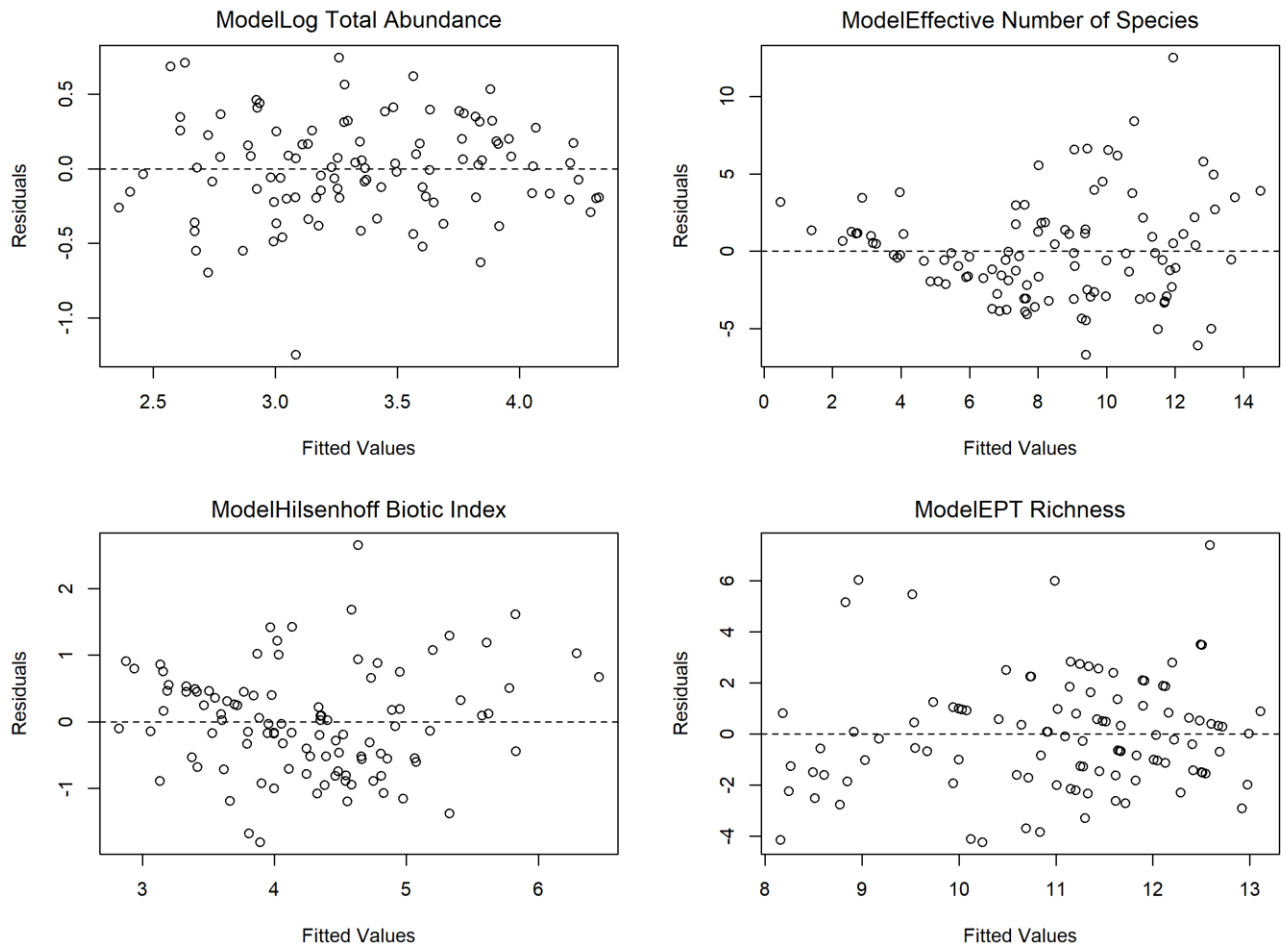 ModelLog Total Abundance
Residuals
0.5
0.0
-0.5
-1.0
2.5 3.0 3.5 4.0
Fitted Values
ModelEffective Number of Species
Residuals
10
5
0
-5
0 2 4 6 8 10 12 14
Fitted Values
ModelHilsenhoff Biotic Index
Residuals
2
1
0
-1
3 4 5 6
Fitted Values
ModelEPT Richness
Residuals
6
4
2
0
-2
-4
8 9 10 11 12 13
Fitted Values